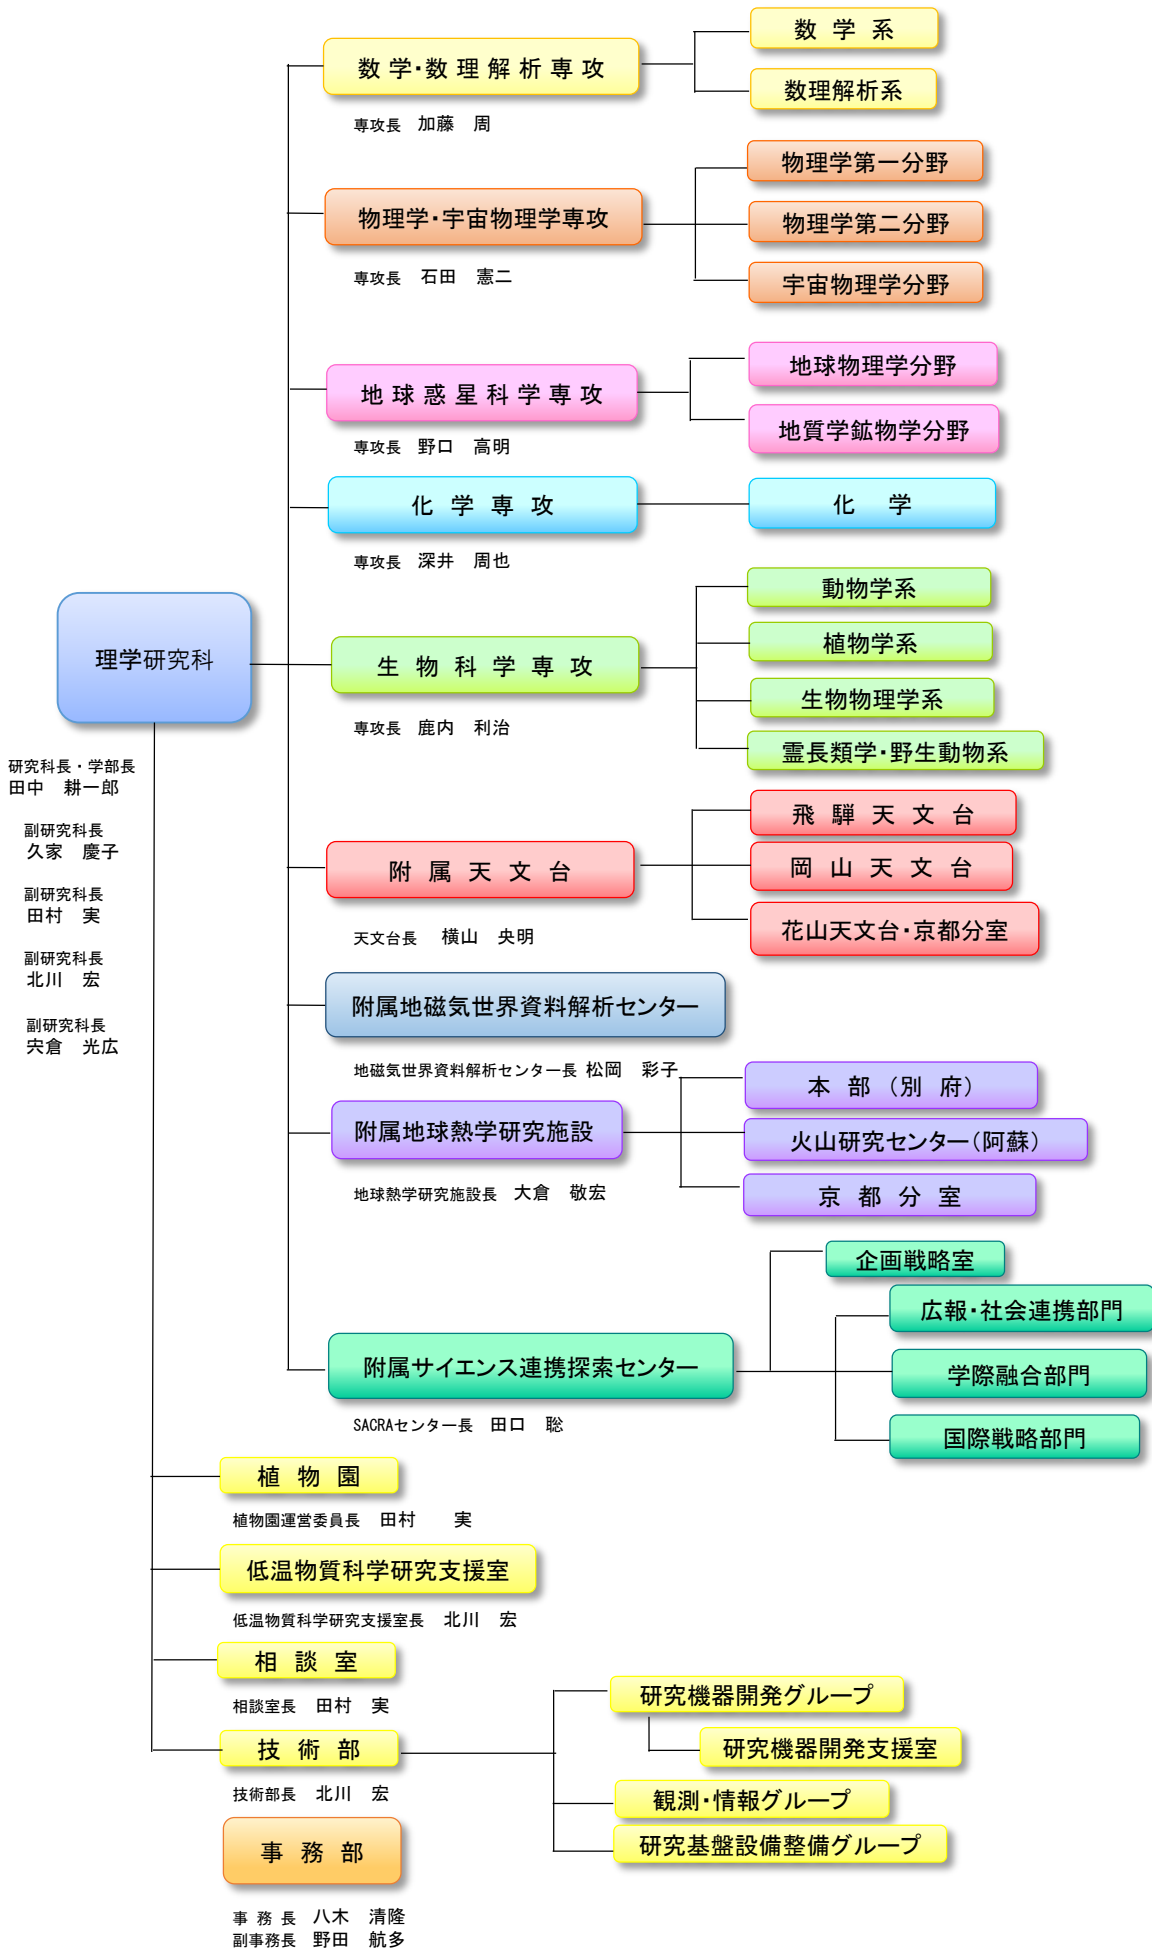 数学・数理解析専攻
専攻長　加藤　周
数学系
数理解析系
物理学・宇宙物理学専攻
専攻長　石田　憲二
物理学第一分野
物理学第二分野
宇宙物理学分野
地球惑星科学専攻
専攻長　野口　高明
地球物理学分野
地質学鉱物学分野
化学専攻
専攻長　深井　周也
化　学
理学研究科
研究科長・学部長
田中　耕一郎
副研究科長
久家　慶子
副研究科長
田村　実
副研究科長
北川　宏
副研究科長
宍倉　光広
生物科学専攻
専攻長　鹿内　利治
動物学系
植物学系
生物物理学系
霊長類学・野生動物系
附属天文台
天文台長　横山　央明
飛騨天文台
岡山天文台
花山天文台・京都分室
附属地磁気世界資料解析センター
地磁気世界資料解析センター長 松岡　彩子
附属地球熱学研究施設
地球熱学研究施設長　大倉　敬宏
本部（別府）
火山研究センター（阿蘇）
京都分室
附属サイエンス連携探索センター
SACRAセンター長　田口　聡
企画戦略室
広報・社会連携部門
学際融合部門
国際戦略部門
植物園
植物園運営委員長　田村　　実
低温物質科学研究支援室
低温物質科学研究支援室長　北川　宏
相談室
相談室長　田村　実
技術部
技術部長　北川　宏
研究機器開発グループ
研究機器開発支援室
観測・情報グループ
研究基盤設備整備グループ
事務部
事 務 長　八木　清隆
副事務長　野田　航多